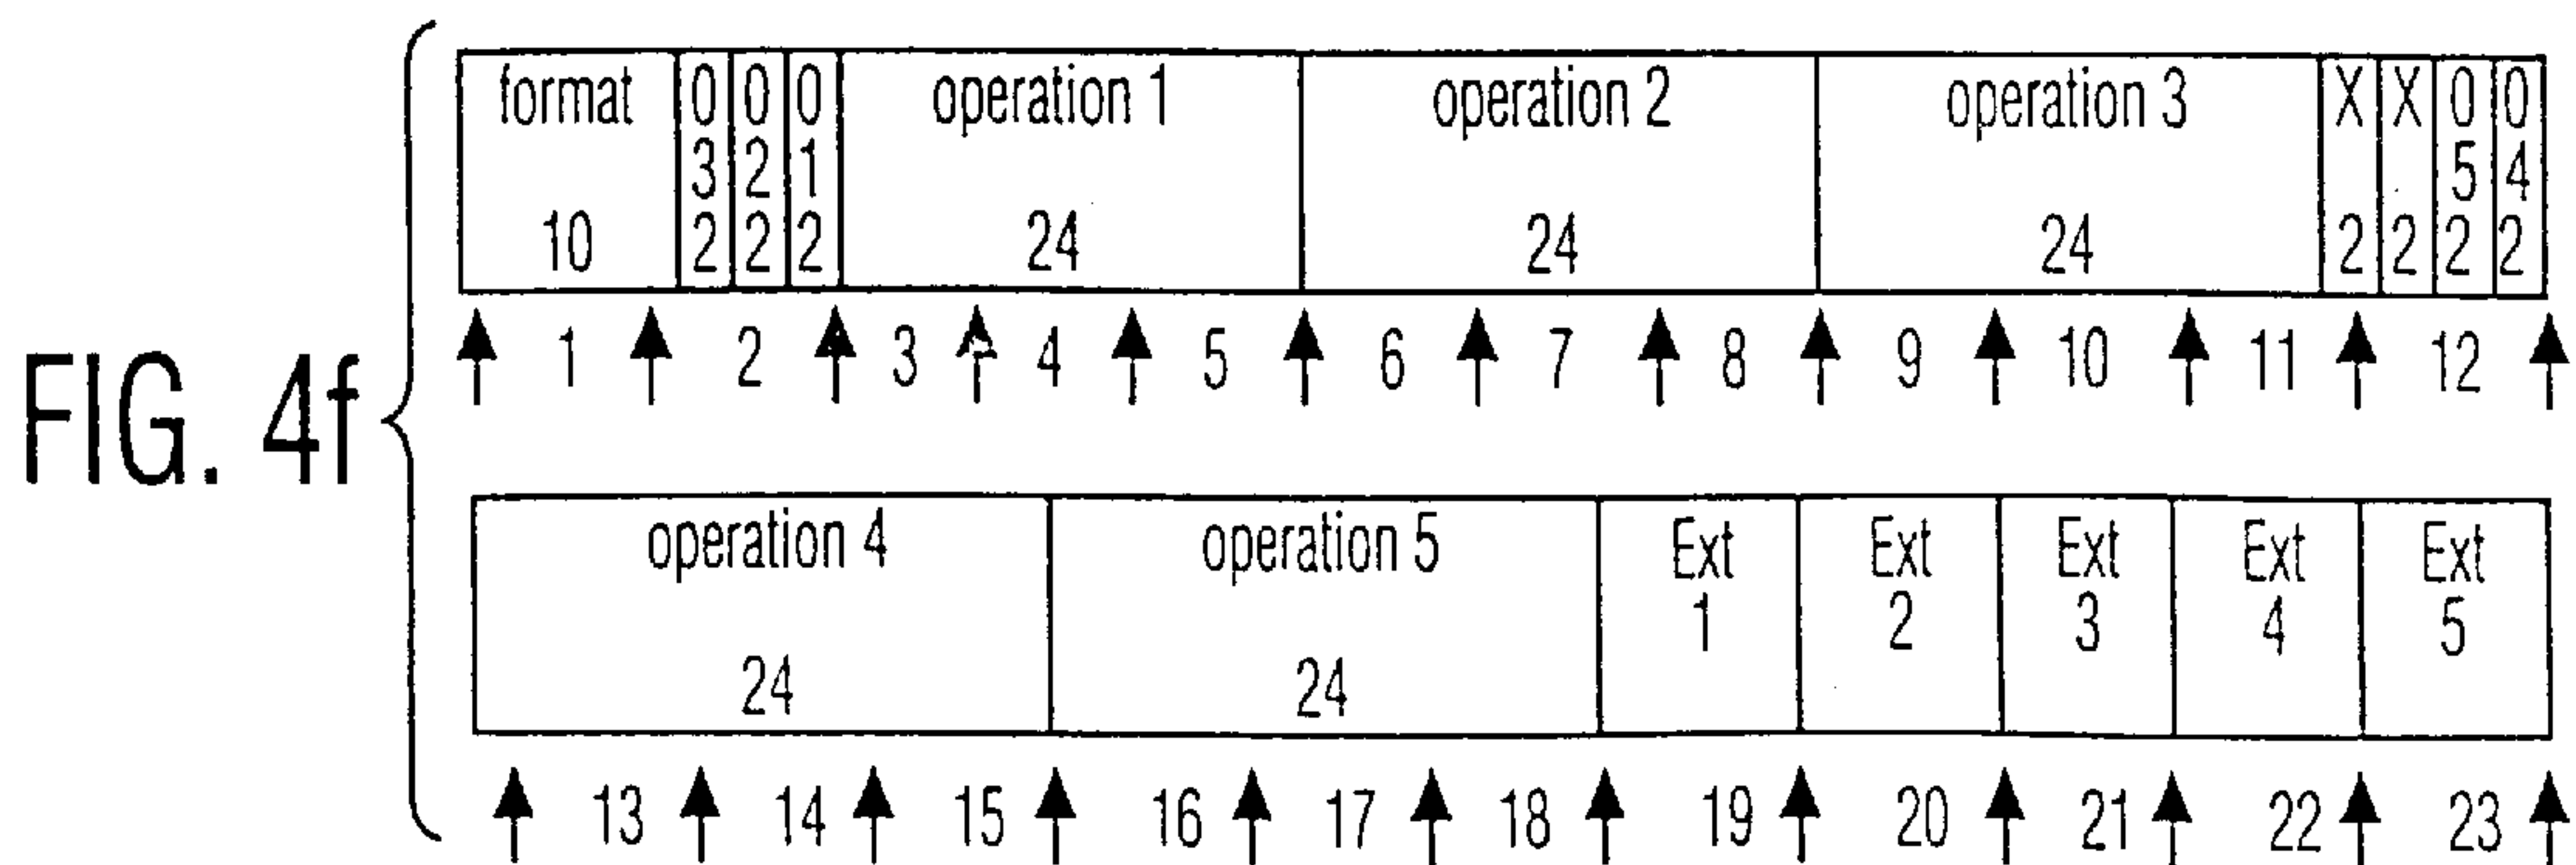 format 0 0 0 operation 1 operation 2 operation 3 X X 0 0
3 2 1 5 4
10 2 2 2 24 24 24 2 2 2 2
1 2 3 4 5 6 7 8 9 10 11 12
FIG. 4f
operation 4 operation 5 Ext Ext Ext Ext Ext
1 2 3 4 5
24 24
13 14 15 16 17 18 19 20 21 22 23